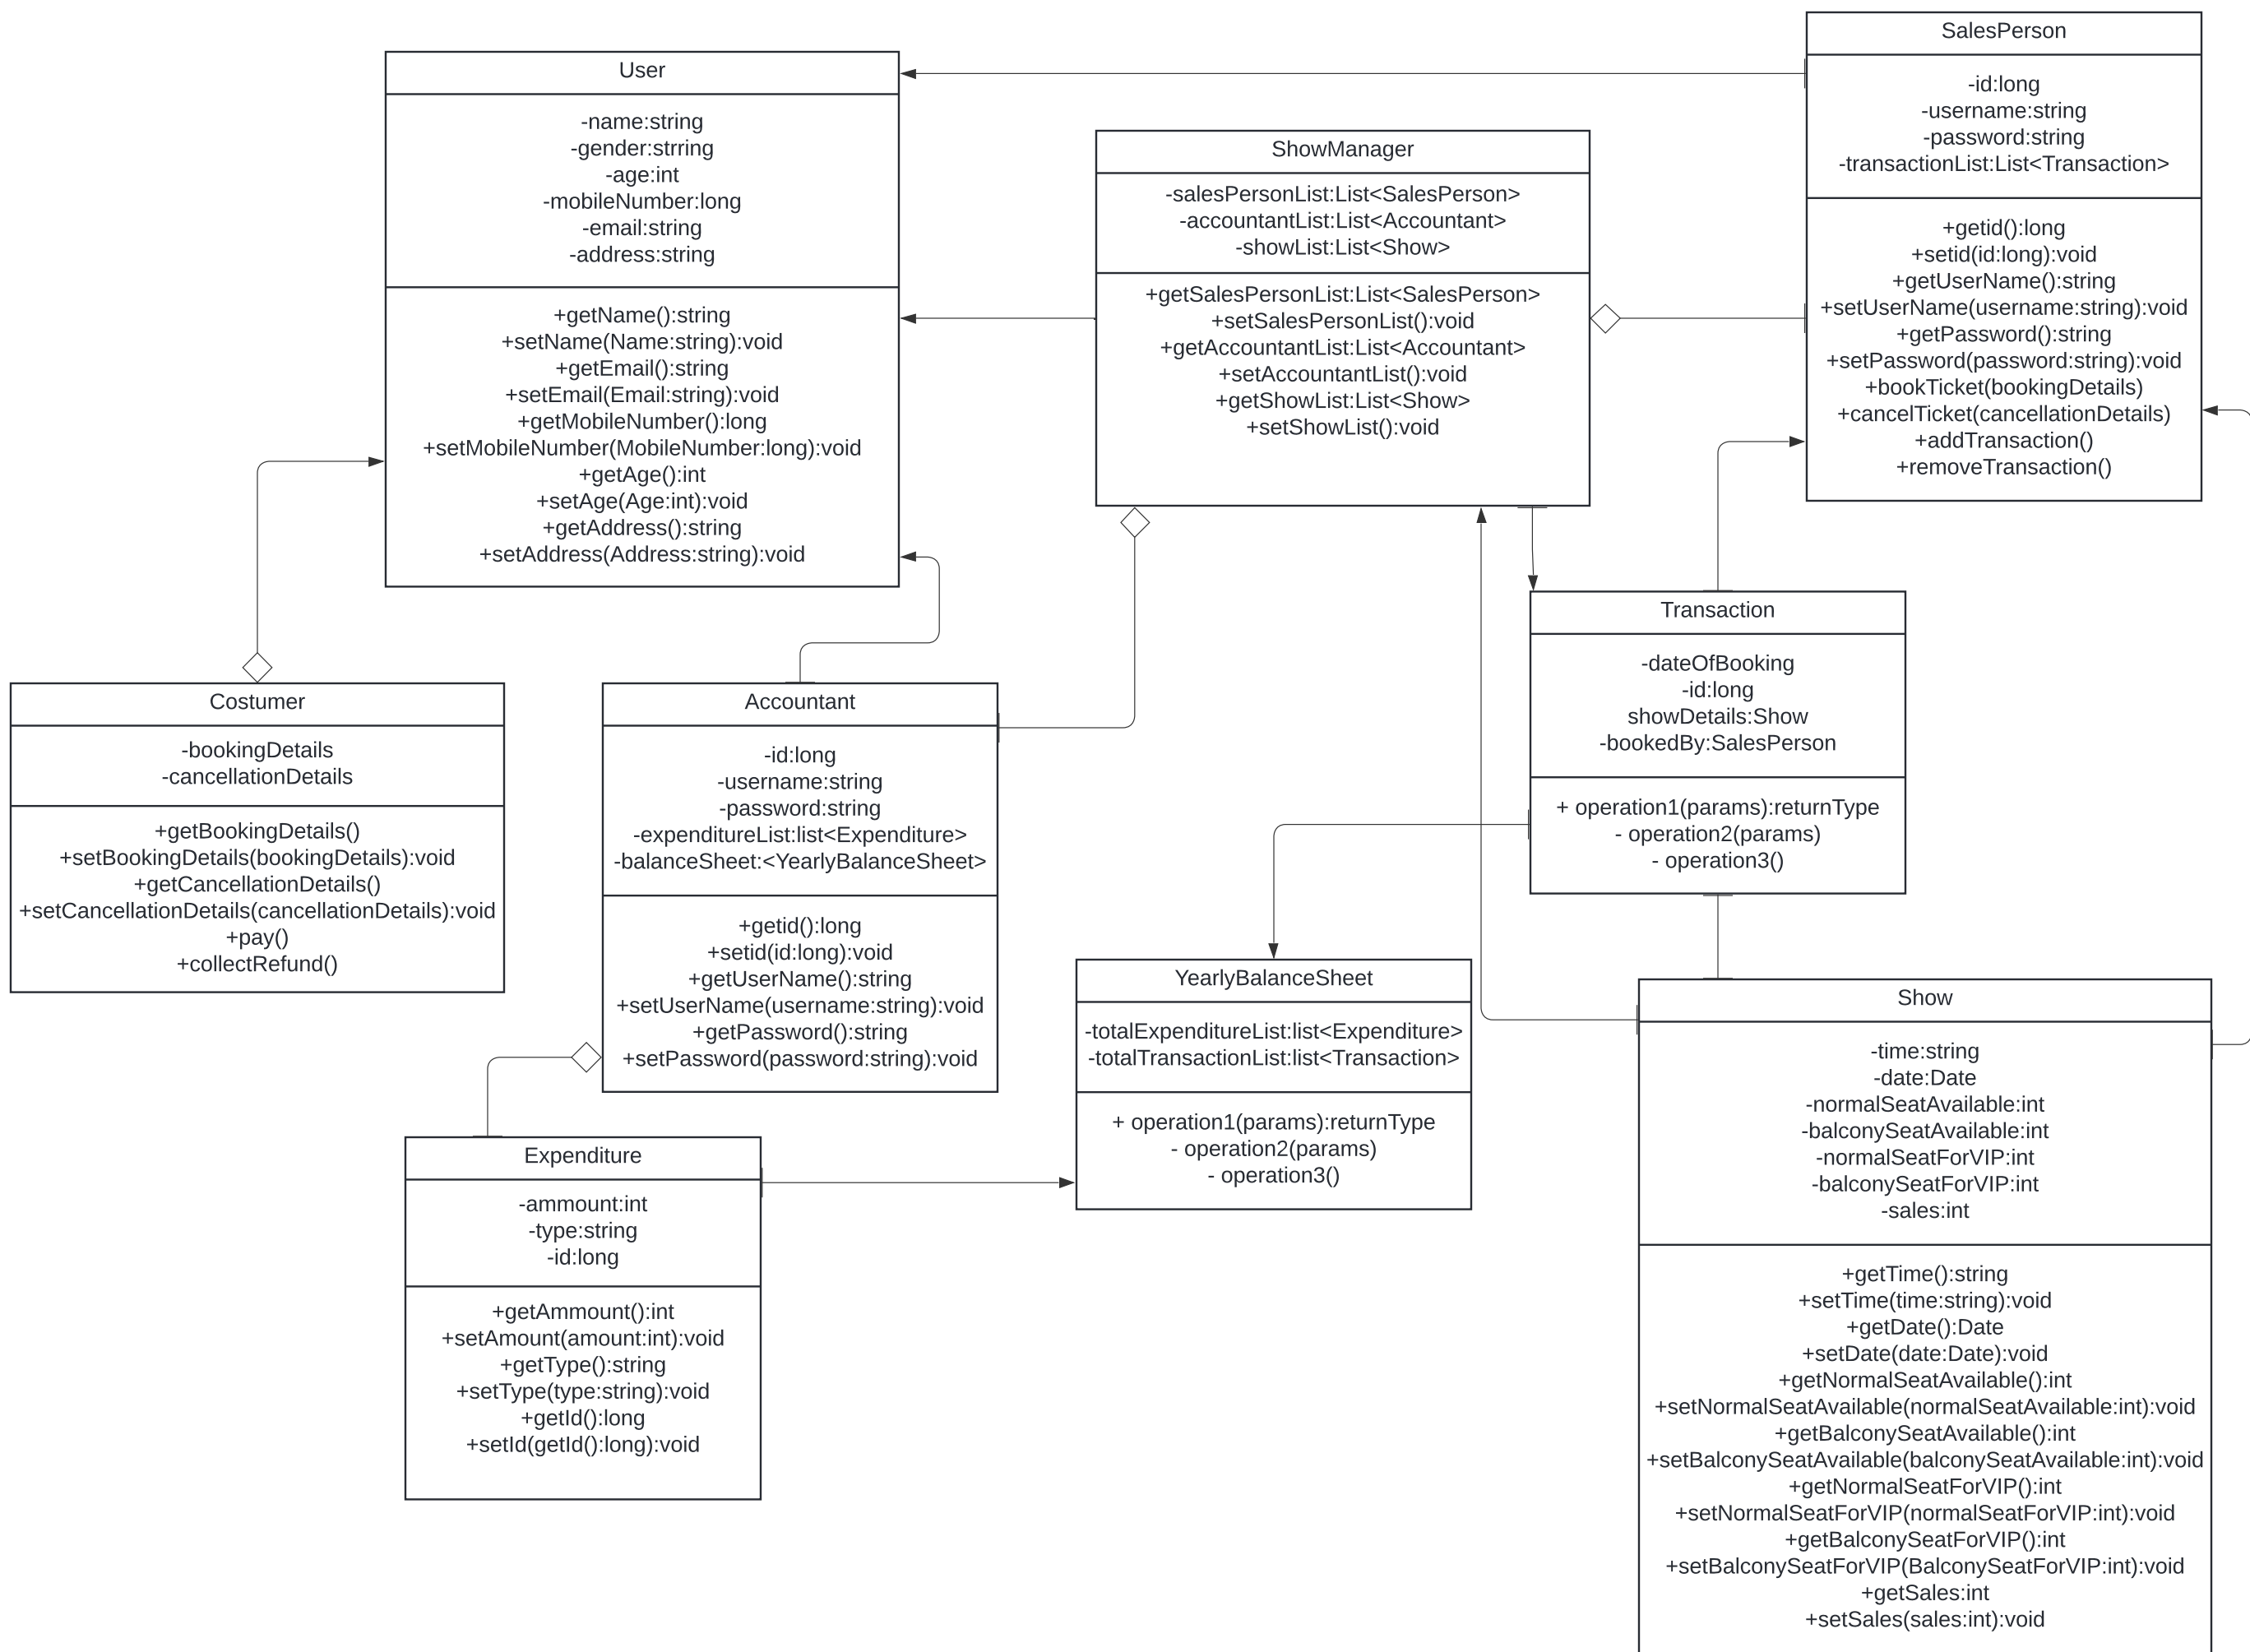 SalesPerson
-id:long
-username:string
-password:string
-transactionList:List<Transaction>
+getid():long
+setid(id:long):void
+getUserName():string
+setUserName(username:string):void
+getPassword():string
+setPassword(password:string):void
+bookTicket(bookingDetails)
+cancelTicket(cancellationDetails)
+addTransaction()
+removeTransaction()
User
-name:string
-gender:strring
-age:int
-mobileNumber:long
-email:string
-address:string
+getName():string
+setName(Name:string):void
+getEmail():string
+setEmail(Email:string):void
+getMobileNumber():long
+setMobileNumber(MobileNumber:long):void
+getAge():int
+setAge(Age:int):void
+getAddress():string
+setAddress(Address:string):void
ShowManager
-salesPersonList:List<SalesPerson>
-accountantList:List<Accountant>
-showList:List<Show>
+getSalesPersonList:List<SalesPerson>
+setSalesPersonList():void
+getAccountantList:List<Accountant>
+setAccountantList():void
+getShowList:List<Show>
+setShowList():void
Transaction
-dateOfBooking
-id:long
showDetails:Show
-bookedBy:SalesPerson
+ operation1(params):returnType
- operation2(params)
- operation3()
Costumer
-bookingDetails
-cancellationDetails
+getBookingDetails()
+setBookingDetails(bookingDetails):void
+getCancellationDetails()
+setCancellationDetails(cancellationDetails):void
+pay()
+collectRefund()
Accountant
-id:long
-username:string
-password:string
-expenditureList:list<Expenditure>
-balanceSheet:<YearlyBalanceSheet>
+getid():long
+setid(id:long):void
+getUserName():string
+setUserName(username:string):void
+getPassword():string
+setPassword(password:string):void
YearlyBalanceSheet
-totalExpenditureList:list<Expenditure>
-totalTransactionList:list<Transaction>
+ operation1(params):returnType
- operation2(params)
- operation3()
Show
-time:string
-date:Date
-normalSeatAvailable:int
-balconySeatAvailable:int
-normalSeatForVIP:int
-balconySeatForVIP:int
-sales:int
+getTime():string
+setTime(time:string):void
+getDate():Date
+setDate(date:Date):void
+getNormalSeatAvailable():int
+setNormalSeatAvailable(normalSeatAvailable:int):void
+getBalconySeatAvailable():int
+setBalconySeatAvailable(balconySeatAvailable:int):void
+getNormalSeatForVIP():int
+setNormalSeatForVIP(normalSeatForVIP:int):void
+getBalconySeatForVIP():int
+setBalconySeatForVIP(BalconySeatForVIP:int):void
+getSales:int
+setSales(sales:int):void
Expenditure
-ammount:int
-type:string
-id:long
+getAmmount():int
+setAmount(amount:int):void
+getType():string
+setType(type:string):void
+getId():long
+setId(getId():long):void